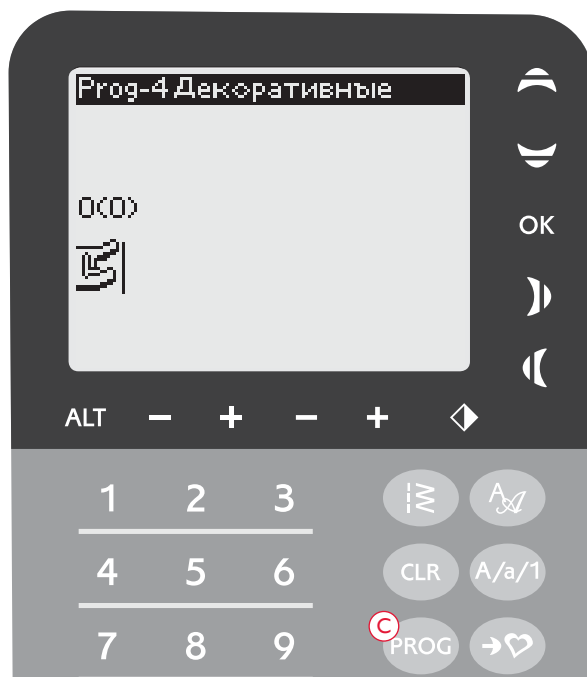 Prog-4 Декоративные
0(0)
OK
ALT − + − +
1 2 3
4 5 6 CLR A/a/1
7 8 9 C PROG
A